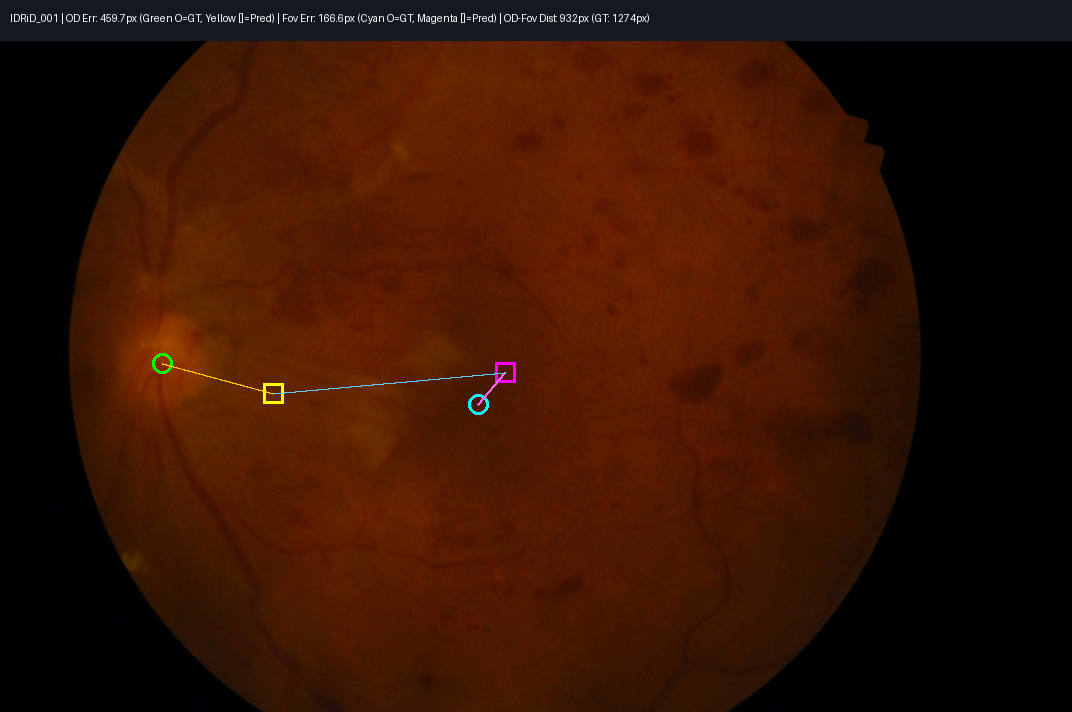 IDRiD_001 | OD Err: 459.7px (Green O=GT, Yellow []=Pred) | Fov Err: 166.6px (Cyan O=GT, Magenta []=Pred) | OD-Fov Dist: 932px (GT: 1274px)